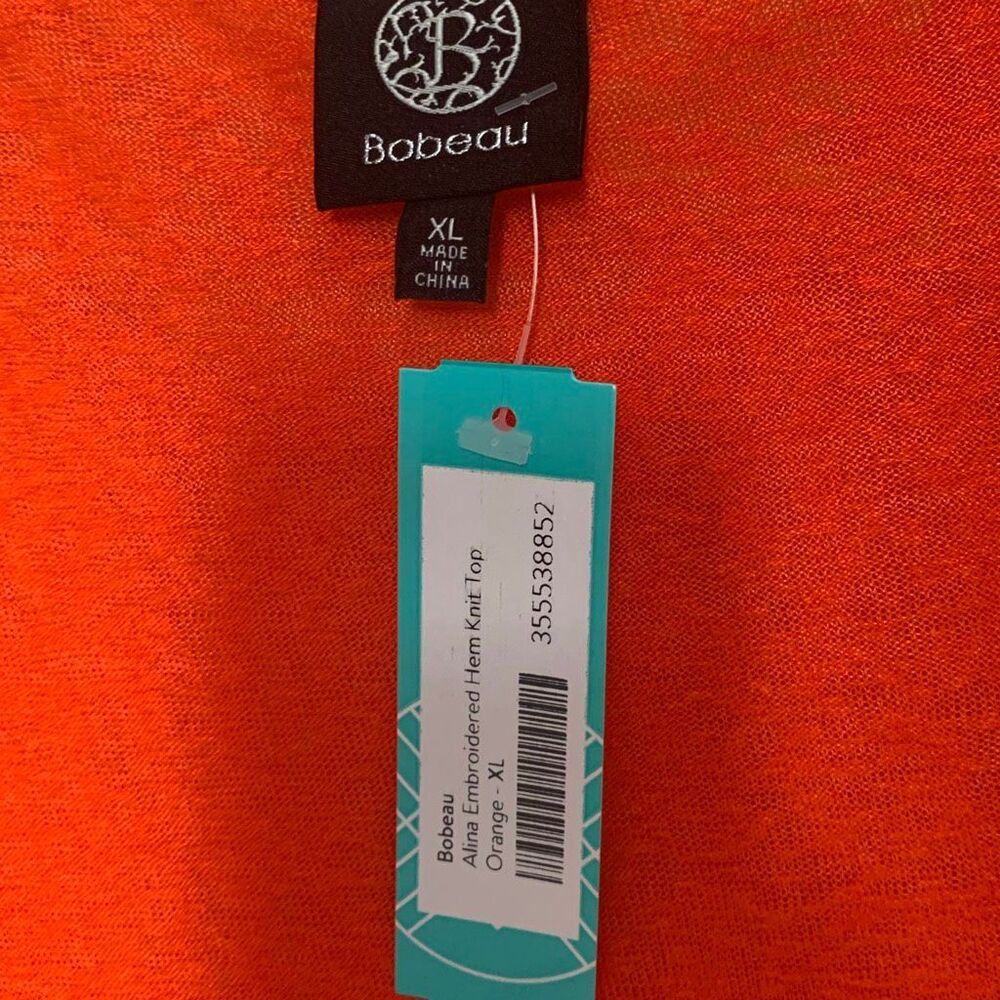 B
Bobeau
XL
MADE
IN
CHINA
Bobeau
Alina Embroidered Hem Knit Top
Orange - XL
355538852